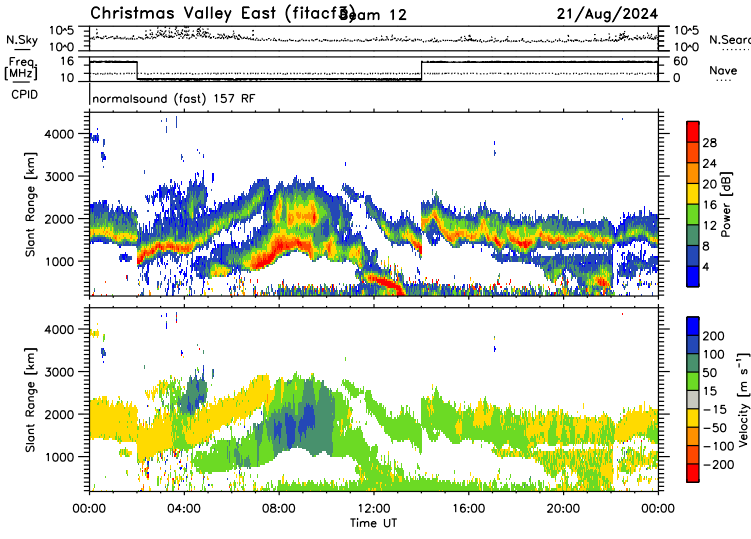 Christmas Valley East (fitacf3) Beam 12 21/Aug/2024
N.Sky 10^5 10^0 10^5 10^0 N.Sear
Freq. [MHz] 16 10 60 0 Nave
CPID normalsound (fast) 157 RF
Slant Range [km] 4000 3000 2000 1000
Power [dB] 28 24 20 16 12 8 4
Slant Range [km] 4000 3000 2000 1000
Velocity [m s⁻¹] 200 100 50 15 −15 −50 −100 −200
00:00 04:00 08:00 12:00 16:00 20:00 00:00
Time UT